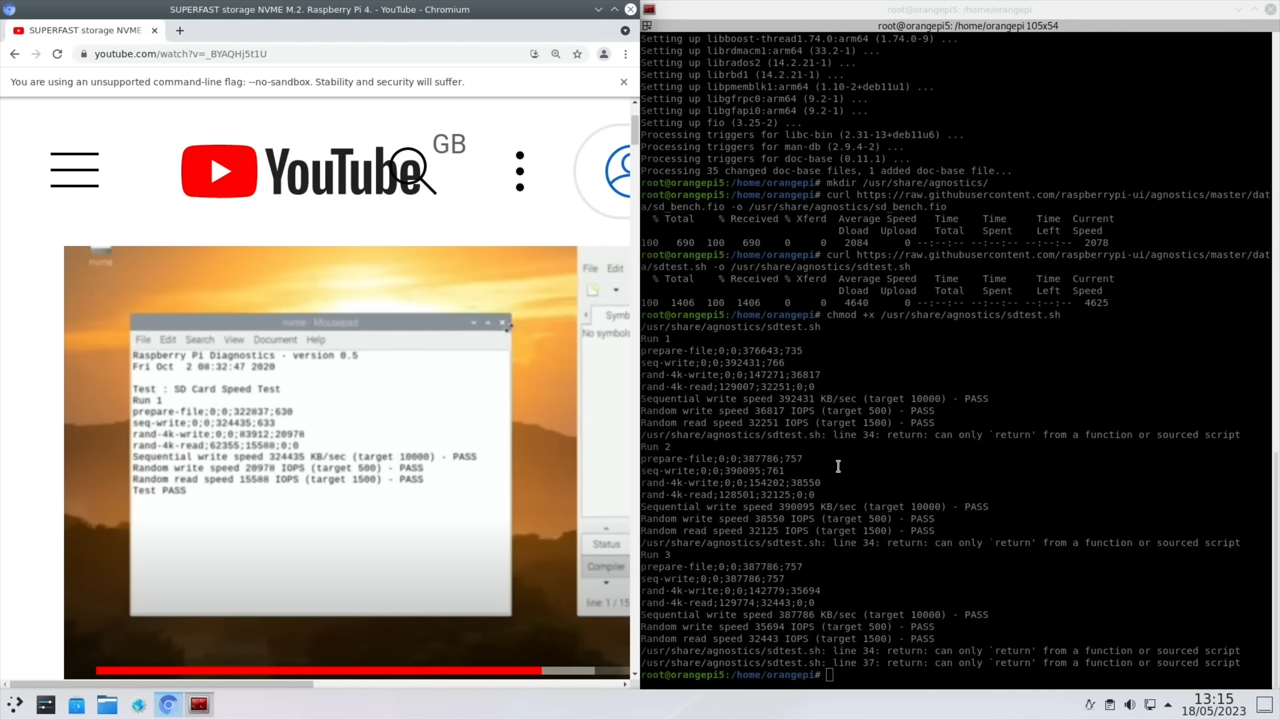 SUPERFAST storage NVME M.2. Raspberry Pi 4. - YouTube - Chromium
SUPERFAST storage NVME M.2.
youtube.com/watch?v=_BYAQHj5t1U
You are using an unsupported command-line flag: --no-sandbox. Stability and security will suffer.
YouTube
GB
nvme
nvme - Mousepad
File Edit Search View Document Help
Raspberry Pi Diagnostics - version 0.5
Fri Oct 2 08:32:47 2020
Test : SD Card Speed Test
Run 1
prepare-file;0;0;322837;630
seq-write;0;0;324435;633
rand-4k-write;0;0;83912;20978
rand-4k-read;62355;15588;0;0
Sequential write speed 324435 KB/sec (target 10000) - PASS
Random write speed 20978 IOPS (target 500) - PASS
Random read speed 15588 IOPS (target 1500) - PASS
Test PASS
File Edit
Symb
No symbols
Status
Compiler
line 1 / 15
root@orangepi5: /home/orangepi
root@orangepi5: /home/orangepi 105x54
Setting up libboost-thread1.74.0:arm64 (1.74.0-9) ...
Setting up librdmacm1:arm64 (33.2-1) ...
Setting up librados2 (14.2.21-1) ...
Setting up librbd1 (14.2.21-1) ...
Setting up libpmemblk1:arm64 (1.10-2+deb11u1) ...
Setting up libgfrpc0:arm64 (9.2-1) ...
Setting up libgfapi0:arm64 (9.2-1) ...
Setting up fio (3.25-2) ...
Processing triggers for libc-bin (2.31-13+deb11u6) ...
Processing triggers for man-db (2.9.4-2) ...
Processing triggers for doc-base (0.11.1) ...
Processing 35 changed doc-base files, 1 added doc-base file...
root@orangepi5:/home/orangepi# mkdir /usr/share/agnostics/
root@orangepi5:/home/orangepi# curl https://raw.githubusercontent.com/raspberrypi-ui/agnostics/master/dat
a/sd_bench.fio -o /usr/share/agnostics/sd_bench.fio
% Total % Received % Xferd Average Speed Time Time Time Current
Dload Upload Total Spent Left Speed
100 690 100 690 0 0 2084 0 --:--:-- --:--:-- --:--:-- 2078
root@orangepi5:/home/orangepi# curl https://raw.githubusercontent.com/raspberrypi-ui/agnostics/master/dat
a/sdtest.sh -o /usr/share/agnostics/sdtest.sh
% Total % Received % Xferd Average Speed Time Time Time Current
Dload Upload Total Spent Left Speed
100 1406 100 1406 0 0 4640 0 --:--:-- --:--:-- --:--:-- 4625
root@orangepi5:/home/orangepi# chmod +x /usr/share/agnostics/sdtest.sh
/usr/share/agnostics/sdtest.sh
Run 1
prepare-file;0;0;376643;735
seq-write;0;0;392431;766
rand-4k-write;0;0;147271;36817
rand-4k-read;129007;32251;0;0
Sequential write speed 392431 KB/sec (target 10000) - PASS
Random write speed 36817 IOPS (target 500) - PASS
Random read speed 32251 IOPS (target 1500) - PASS
/usr/share/agnostics/sdtest.sh: line 34: return: can only `return' from a function or sourced script
Run 2
prepare-file;0;0;387786;757
seq-write;0;0;390095;761
rand-4k-write;0;0;154202;38550
rand-4k-read;128501;32125;0;0
Sequential write speed 390095 KB/sec (target 10000) - PASS
Random write speed 38550 IOPS (target 500) - PASS
Random read speed 32125 IOPS (target 1500) - PASS
/usr/share/agnostics/sdtest.sh: line 34: return: can only `return' from a function or sourced script
Run 3
prepare-file;0;0;387786;757
seq-write;0;0;387786;757
rand-4k-write;0;0;142779;35694
rand-4k-read;129774;32443;0;0
Sequential write speed 387786 KB/sec (target 10000) - PASS
Random write speed 35694 IOPS (target 500) - PASS
Random read speed 32443 IOPS (target 1500) - PASS
/usr/share/agnostics/sdtest.sh: line 34: return: can only `return' from a function or sourced script
/usr/share/agnostics/sdtest.sh: line 37: return: can only `return' from a function or sourced script
root@orangepi5:/home/orangepi#
13:15
18/05/2023